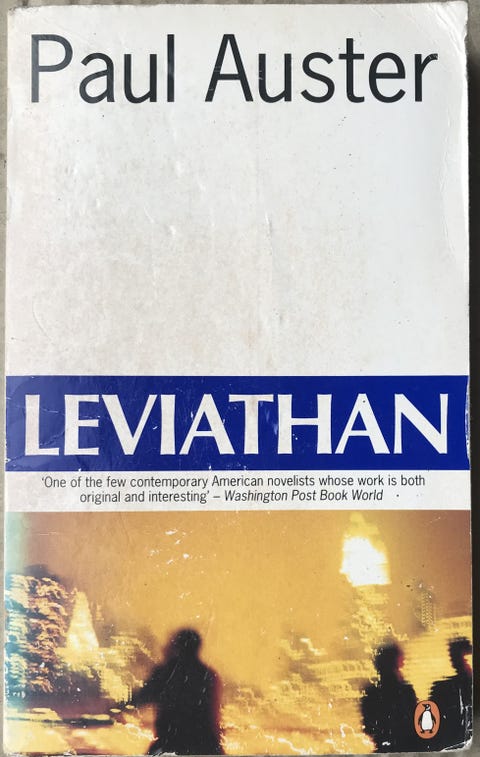 Paul Auster
LEVIATHAN
‘One of the few contemporary American novelists whose work is both
original and interesting’ – Washington Post Book World